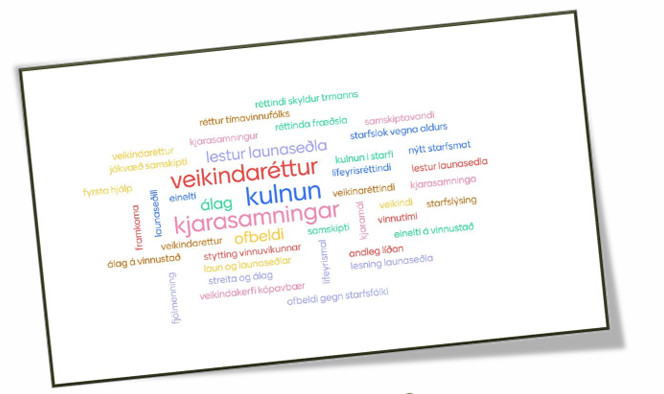 réttindi skyldur trmanns
réttur tímavinnufólks
réttinda fræðsla
samskiptavandi
kjarasamningur
starfslok vegna aldurs
veikindaréttur
lestur launaseðla
nýtt starfsmat
jákvæð samskipti
kulnun í starfi
lestur launasedla
veikindaréttur
lífeyrisréttindi
fyrsta hjálp
einelti
kulnun
veikinaréttindi
kjarasamninga
launaseðill
álag
veikindi
starfslýsing
framkoma
kjarasamningar
kjaramál
vinnutími
ofbeldi
samskipti
einelti á vinnustað
veikindarettur
álag á vinnustað
stytting vinnuvikunnar
lífeyrismal
andleg líðan
laun og launaseðlar
lesning launaseðla
streita og álag
fjölmenning
veikindakerfi kópavbær
ofbeldi gegn starfsfólki